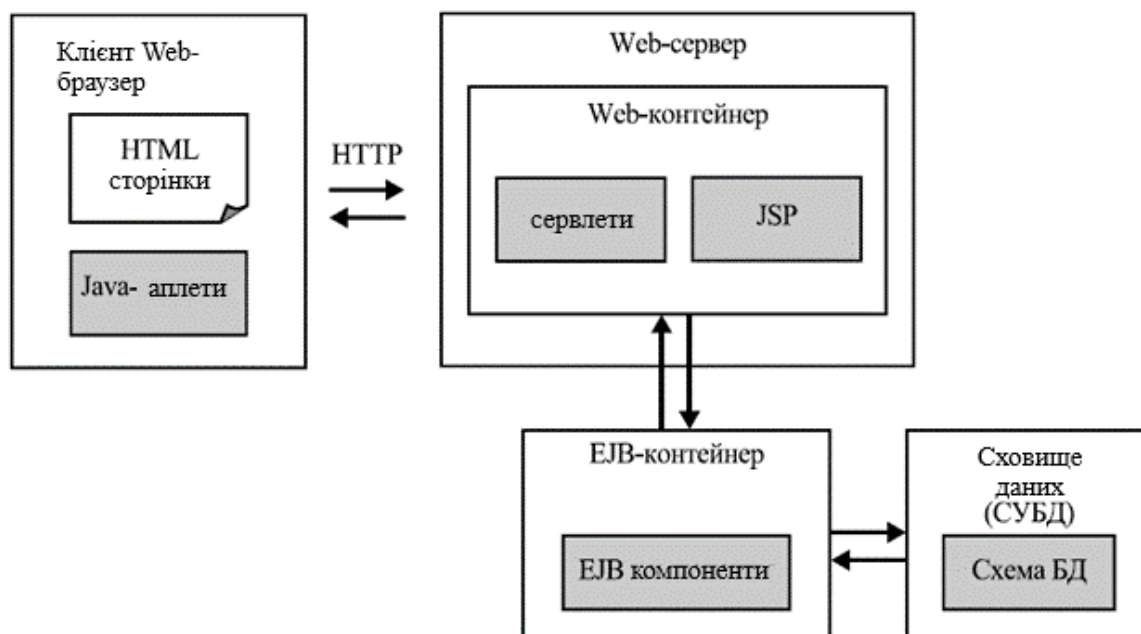 Клієнт Web-
браузер
HTML
сторінки
Java- аплети
HTTP
Web-сервер
Web-контейнер
сервлети
JSP
EJB-контейнер
EJB компоненти
Сховище
даних
(СУБД)
Схема БД